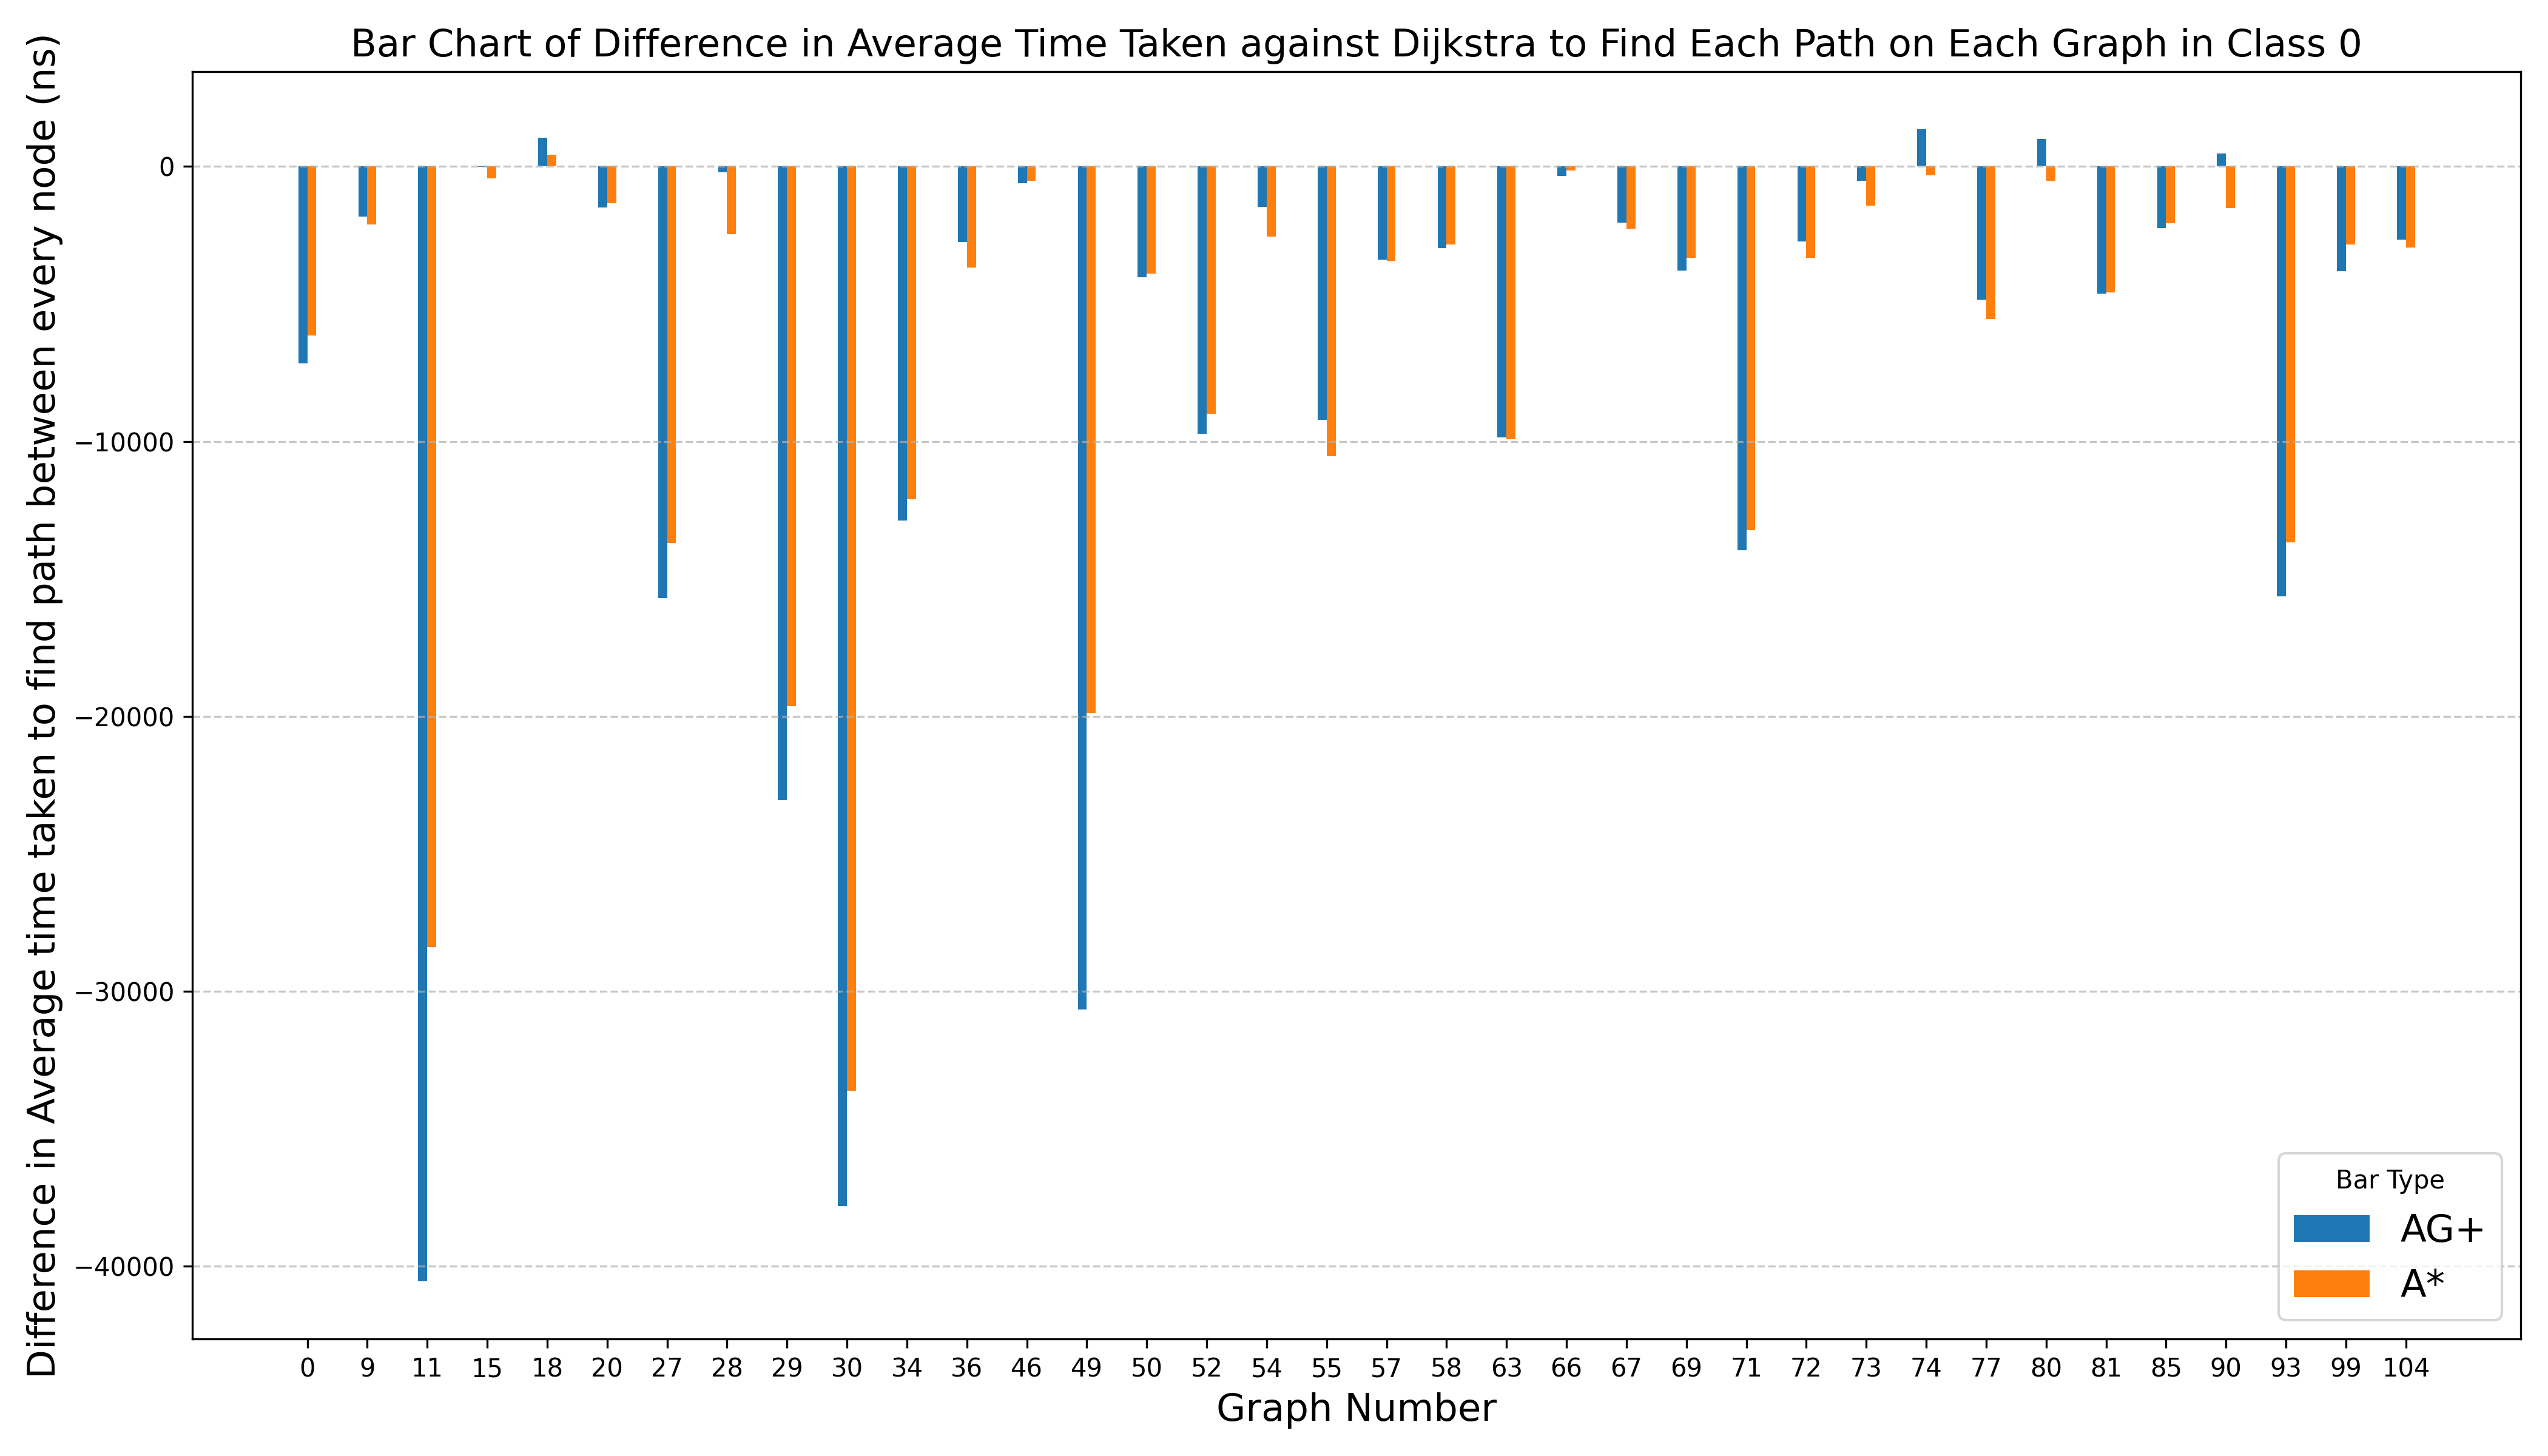 Bar Chart of Difference in Average Time Taken against Dijkstra to Find Each Path on Each Graph in Class 0
Difference in Average time taken to find path between every node (ns)
0
−10000
−20000
−30000
−40000
0 9 11 15 18 20 27 28 29 30 34 36 46 49 50 52 54 55 57 58 63 66 67 69 71 72 73 74 77 80 81 85 90 93 99 104
Graph Number
Bar Type
AG+
A*